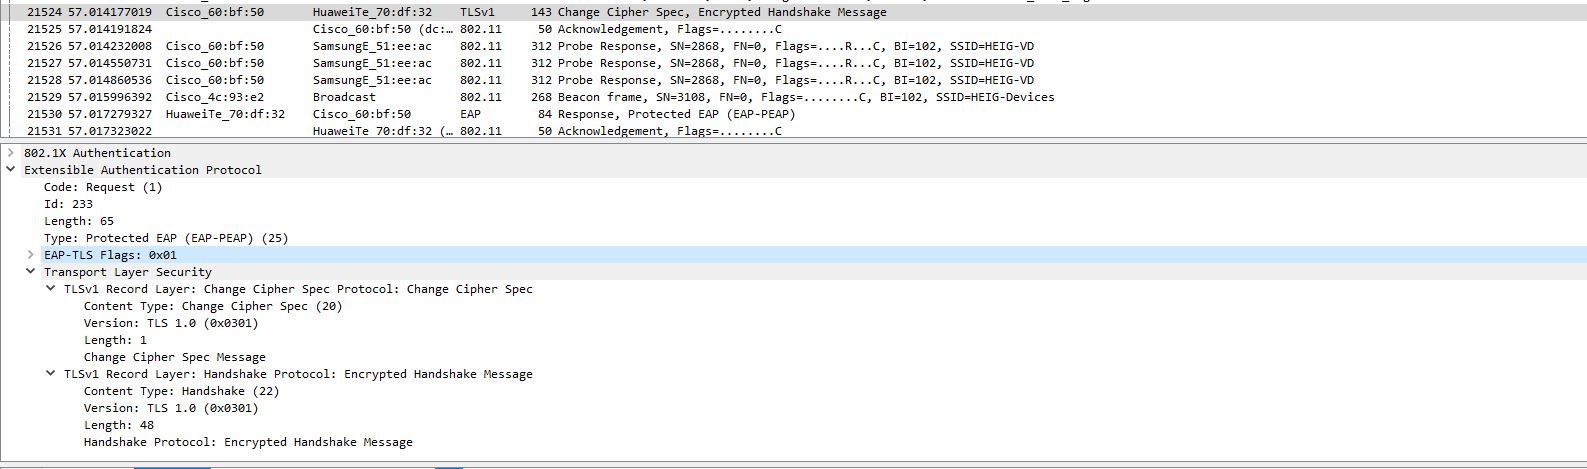 21524 57.014177019 Cisco_60:bf:50 HuaweiTe_70:df:32 TLSv1 143 Change Cipher Spec, Encrypted Handshake Message
21525 57.014191824 Cisco_60:bf:50 (dc:… 802.11 50 Acknowledgement, Flags=........C
21526 57.014232008 Cisco_60:bf:50 SamsungE_51:ee:ac 802.11 312 Probe Response, SN=2868, FN=0, Flags=....R...C, BI=102, SSID=HEIG-VD
21527 57.014550731 Cisco_60:bf:50 SamsungE_51:ee:ac 802.11 312 Probe Response, SN=2868, FN=0, Flags=....R...C, BI=102, SSID=HEIG-VD
21528 57.014860536 Cisco_60:bf:50 SamsungE_51:ee:ac 802.11 312 Probe Response, SN=2868, FN=0, Flags=....R...C, BI=102, SSID=HEIG-VD
21529 57.015996392 Cisco_4c:93:e2 Broadcast 802.11 268 Beacon frame, SN=3108, FN=0, Flags=........C, BI=102, SSID=HEIG-Devices
21530 57.017279327 HuaweiTe_70:df:32 Cisco_60:bf:50 EAP 84 Response, Protected EAP (EAP-PEAP)
21531 57.017323022 HuaweiTe_70:df:32 (… 802.11 50 Acknowledgement, Flags=........C
802.1X Authentication
Extensible Authentication Protocol
Code: Request (1)
Id: 233
Length: 65
Type: Protected EAP (EAP-PEAP) (25)
EAP-TLS Flags: 0x01
Transport Layer Security
TLSv1 Record Layer: Change Cipher Spec Protocol: Change Cipher Spec
Content Type: Change Cipher Spec (20)
Version: TLS 1.0 (0x0301)
Length: 1
Change Cipher Spec Message
TLSv1 Record Layer: Handshake Protocol: Encrypted Handshake Message
Content Type: Handshake (22)
Version: TLS 1.0 (0x0301)
Length: 48
Handshake Protocol: Encrypted Handshake Message